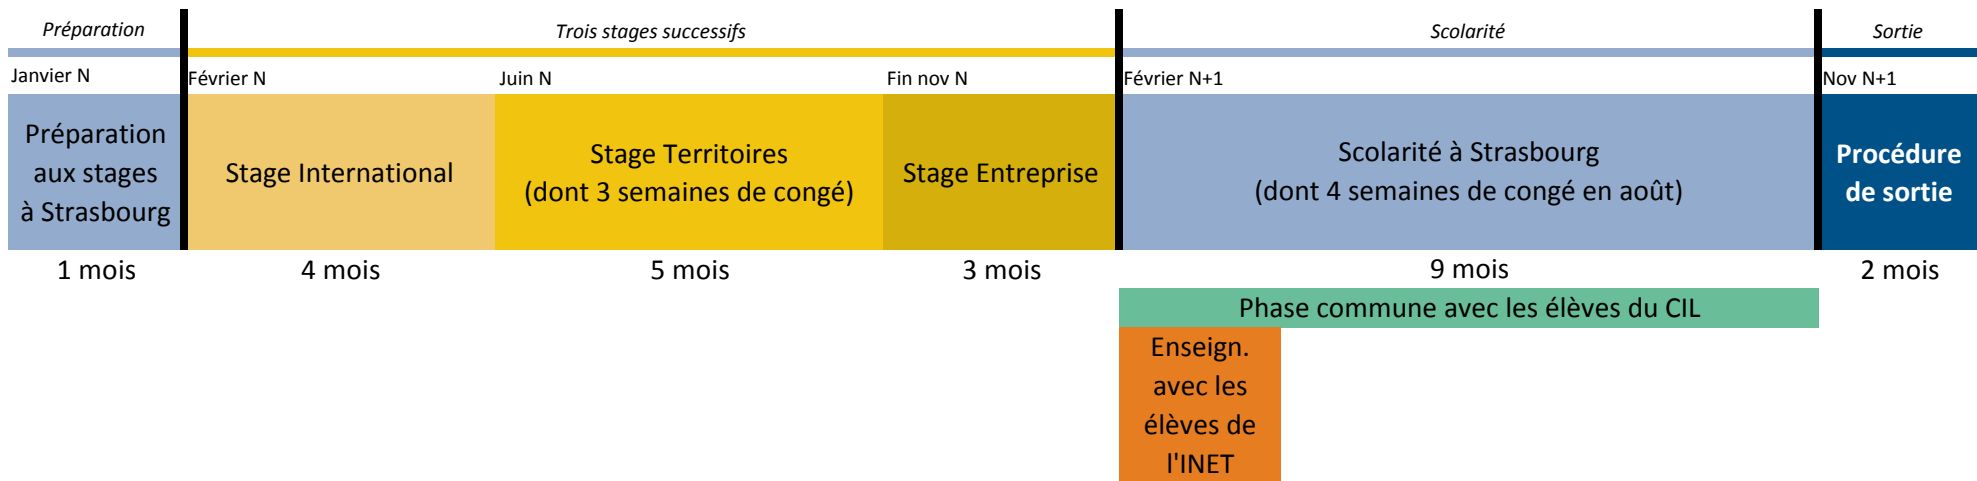 Préparation
Trois stages successifs
Scolarité
Sortie
Janvier N
Février N
Juin N
Fin nov N
Février N+1
Nov N+1
Préparation
aux stages
à Strasbourg
Stage International
Stage Territoires
(dont 3 semaines de congé)
Stage Entreprise
Scolarité à Strasbourg
(dont 4 semaines de congé en août)
Procédure
de sortie
1 mois
4 mois
5 mois
3 mois
9 mois
2 mois
Phase commune avec les élèves du CIL
Enseign.
avec les
élèves de
l'INET